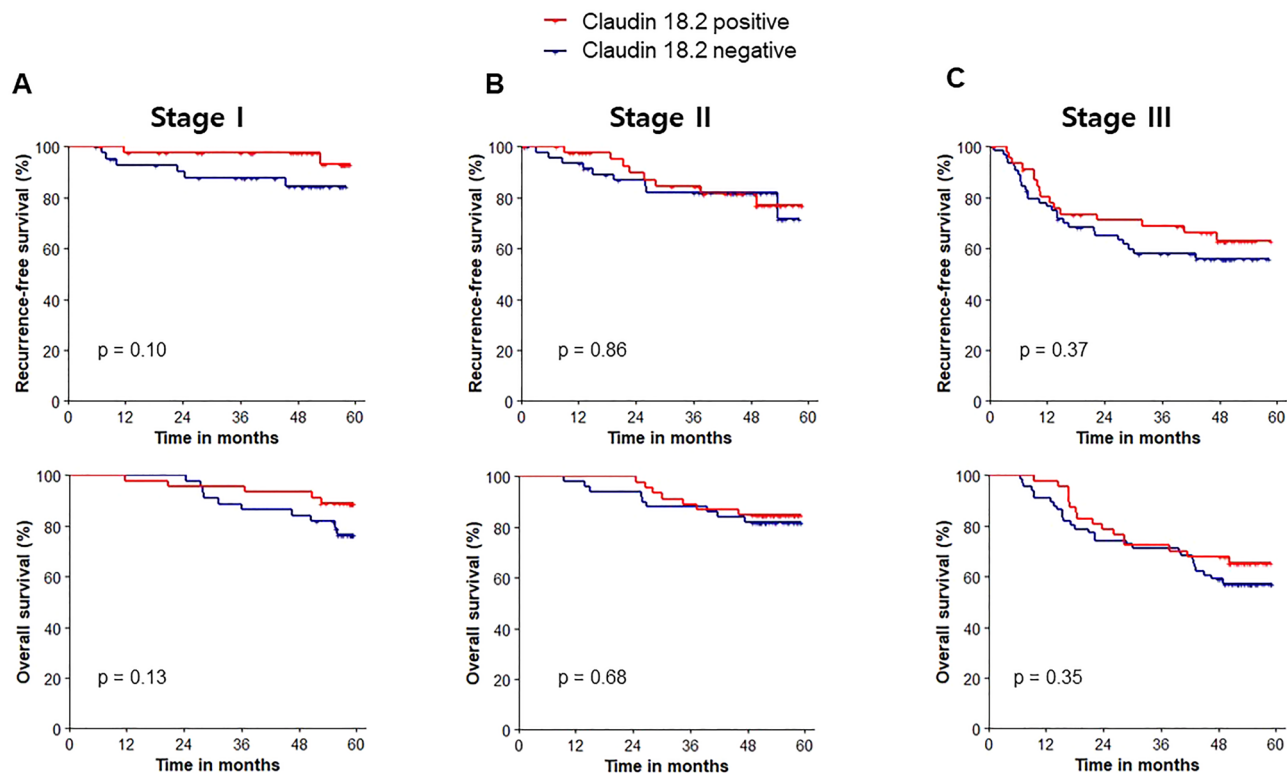 Claudin 18.2 positive
Claudin 18.2 negative
A
Stage I
Recurrence-free survival (%)
100
80
60
40
20
0
p = 0.10
0 12 24 36 48 60
Time in months
Overall survival (%)
100
80
60
40
20
0
p = 0.13
0 12 24 36 48 60
Time in months
B
Stage II
Recurrence-free survival (%)
100
80
60
40
20
0
p = 0.86
0 12 24 36 48 60
Time in months
Overall survival (%)
100
80
60
40
20
0
p = 0.68
0 12 24 36 48 60
Time in months
C
Stage III
Recurrence-free survival (%)
100
80
60
40
20
0
p = 0.37
0 12 24 36 48 60
Time in months
Overall survival (%)
100
80
60
40
20
0
p = 0.35
0 12 24 36 48 60
Time in months